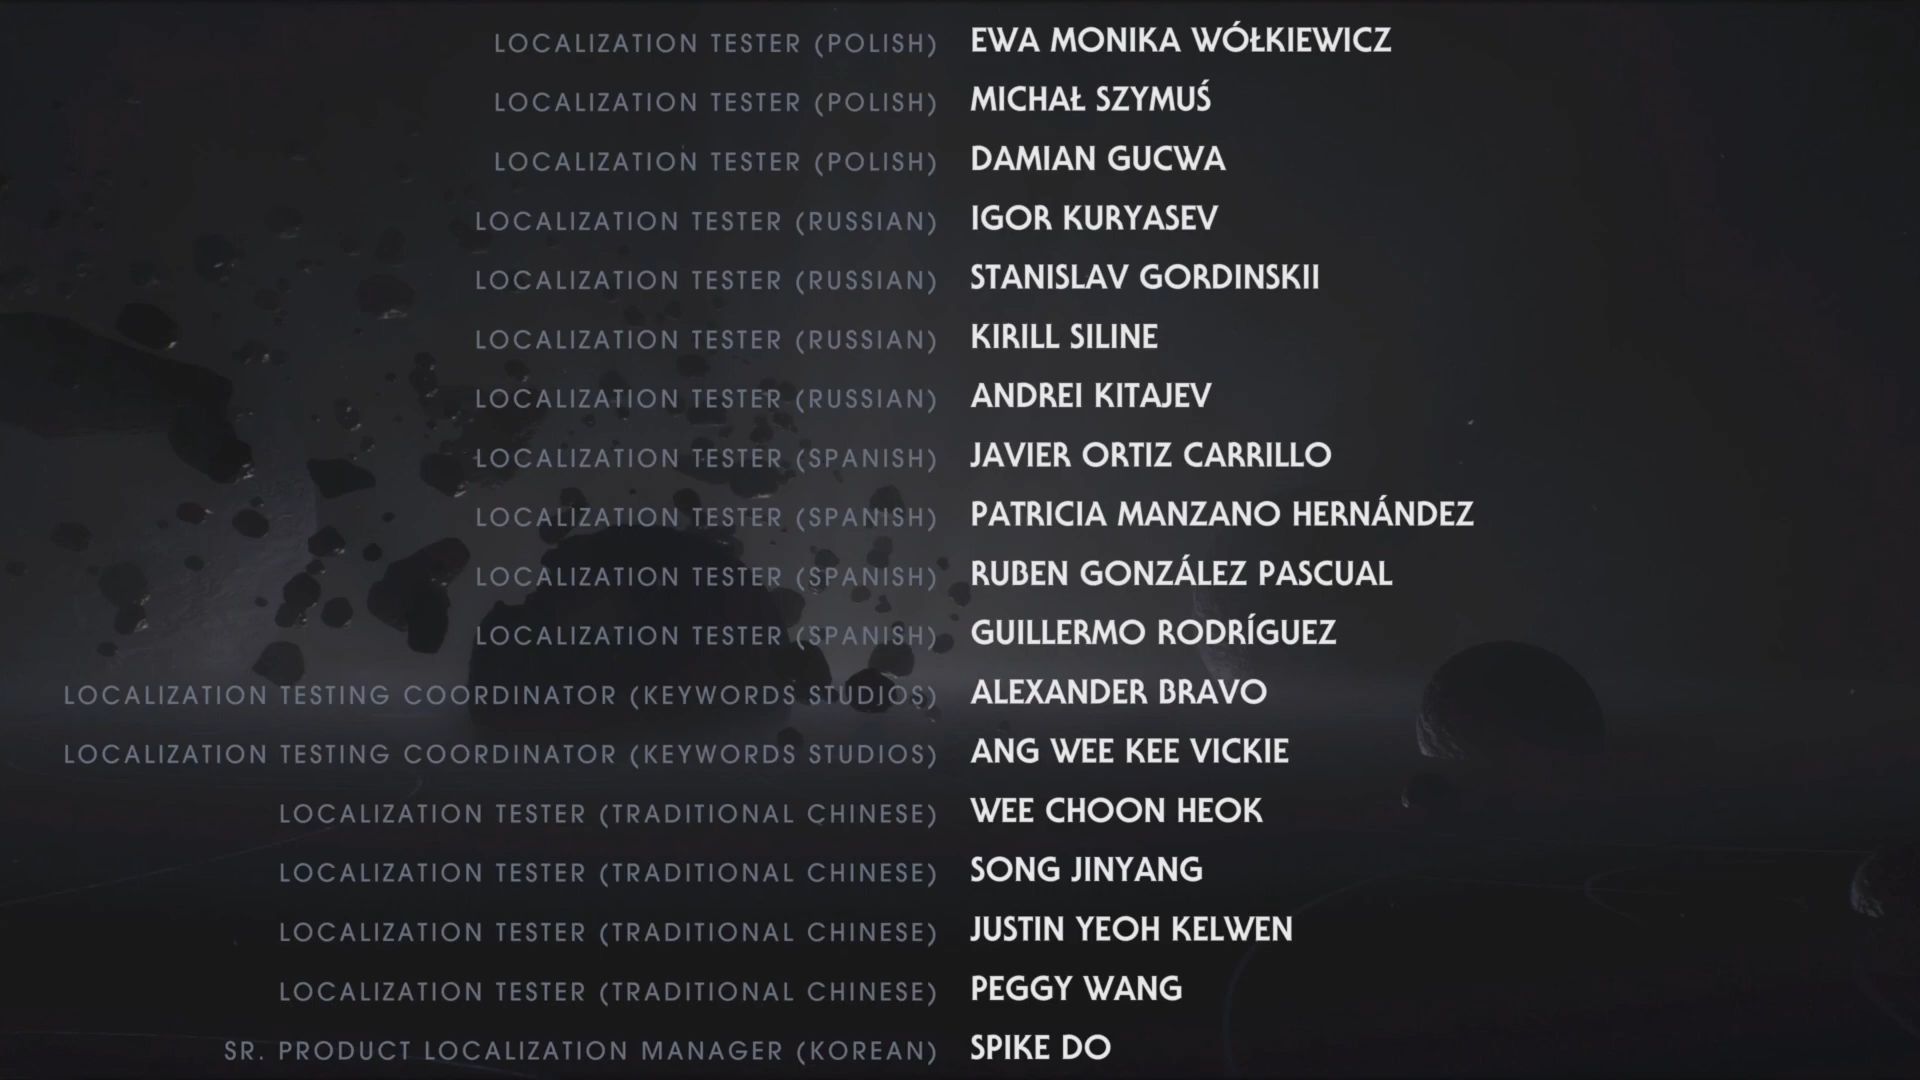 LOCALIZATION TESTER (POLISH) EWA MONIKA WÓŁKIEWICZ
LOCALIZATION TESTER (POLISH) MICHAŁ SZYMUŚ
LOCALIZATION TESTER (POLISH) DAMIAN GUCWA
LOCALIZATION TESTER (RUSSIAN) IGOR KURYASEV
LOCALIZATION TESTER (RUSSIAN) STANISLAV GORDINSKII
LOCALIZATION TESTER (RUSSIAN) KIRILL SILINE
LOCALIZATION TESTER (RUSSIAN) ANDREI KITAJEV
LOCALIZATION TESTER (SPANISH) JAVIER ORTIZ CARRILLO
LOCALIZATION TESTER (SPANISH) PATRICIA MANZANO HERNÁNDEZ
LOCALIZATION TESTER (SPANISH) RUBEN GONZÁLEZ PASCUAL
LOCALIZATION TESTER (SPANISH) GUILLERMO RODRÍGUEZ
LOCALIZATION TESTING COORDINATOR (KEYWORDS STUDIOS) ALEXANDER BRAVO
LOCALIZATION TESTING COORDINATOR (KEYWORDS STUDIOS) ANG WEE KEE VICKIE
LOCALIZATION TESTER (TRADITIONAL CHINESE) WEE CHOON HEOK
LOCALIZATION TESTER (TRADITIONAL CHINESE) SONG JINYANG
LOCALIZATION TESTER (TRADITIONAL CHINESE) JUSTIN YEOH KELWEN
LOCALIZATION TESTER (TRADITIONAL CHINESE) PEGGY WANG
SR. PRODUCT LOCALIZATION MANAGER (KOREAN) SPIKE DO